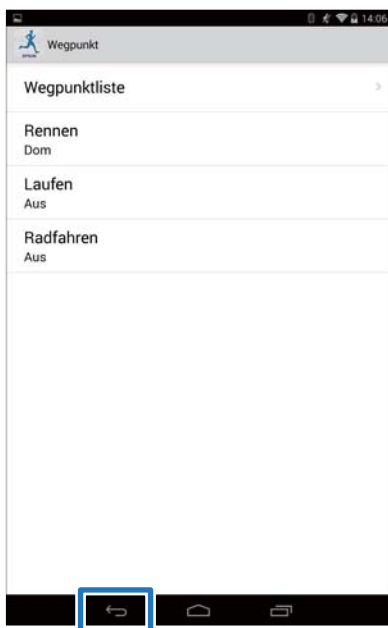 14:06
Wegpunkt
Wegpunktliste
Rennen
Dom
Laufen
Aus
Radfahren
Aus